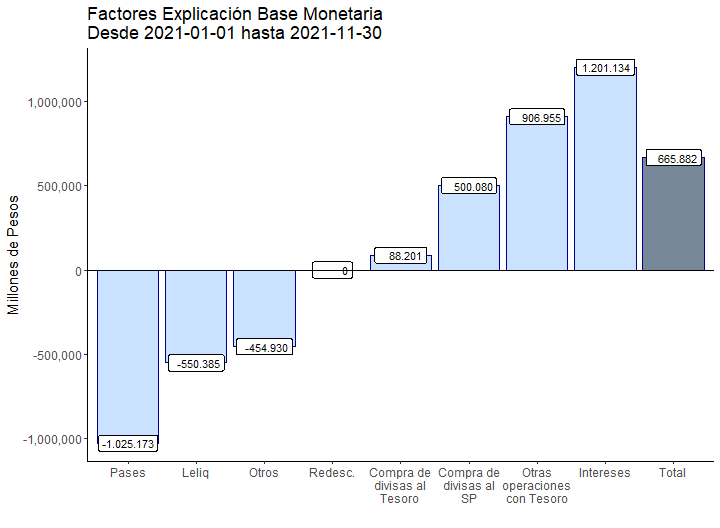 Factores Explicación Base Monetaria
Desde 2021-01-01 hasta 2021-11-30
Millones de Pesos
1,000,000
500,000
0
-500,000
-1,000,000
-1.025.173
-550.385
-454.930
0
88.201
500.080
906.955
1.201.134
665.882
Pases
Leliq
Otros
Redesc.
Compra de
divisas al
Tesoro
Compra de
divisas al
SP
Otras
operaciones
con Tesoro
Intereses
Total